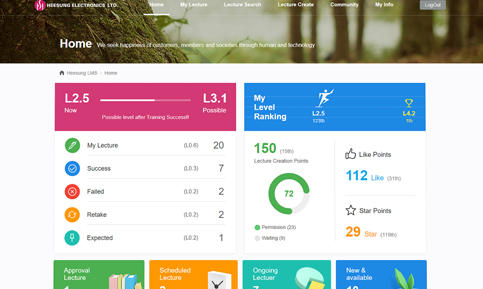 HEESUNG ELECTRONICS LTD.
Home My Lecture Lecture Search Lecture Create Community My Info LogOut
Home We seek happiness of customers, members and societies through human and technology
Heesung LMS Home
L2.5 L3.1
Now Possible
Possible level after Training Success!!
My Lecture (L0.6) 20
Success (L0.3) 7
Failed (L0.2) 2
Retake (L0.2) 2
Expected (L0.2) 1
My
Level
Ranking
L2.5 L4.2
123th 1th
150 (15th)
Lecture Creation Points
72
Permission (23)
Waiting (9)
Like Points
112 Like (31th)
Star Points
29 Star (119th)
Approval
Lecture
Scheduled
Lecture
Ongoing
Lectuer
New &
available